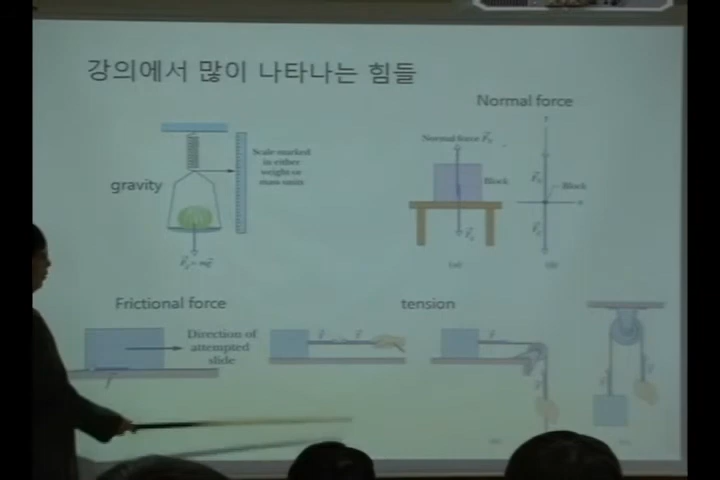 강의에서 많이 나타나는 힘들
Normal force
Normal force
Scale marked
in either
weight or
mass units
gravity
Block
Block
Frictional force
tension
Direction of
attempted
slide